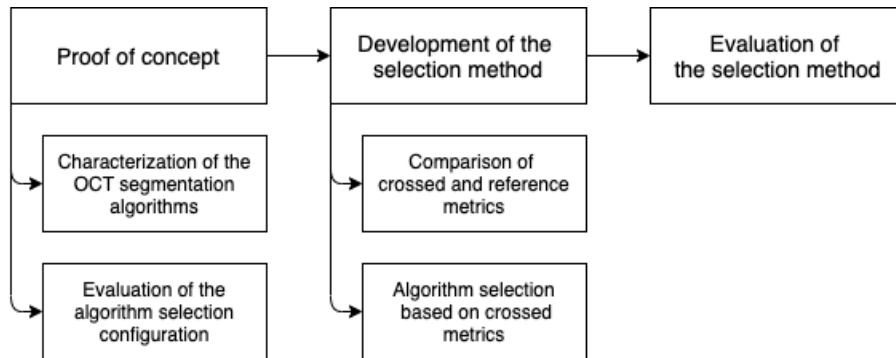 Proof of concept
Development of the
selection method
Evaluation of
the selection method
Characterization of the
OCT segmentation
algorithms
Comparison of
crossed and reference
metrics
Evaluation of the
algorithm selection
configuration
Algorithm selection
based on crossed
metrics